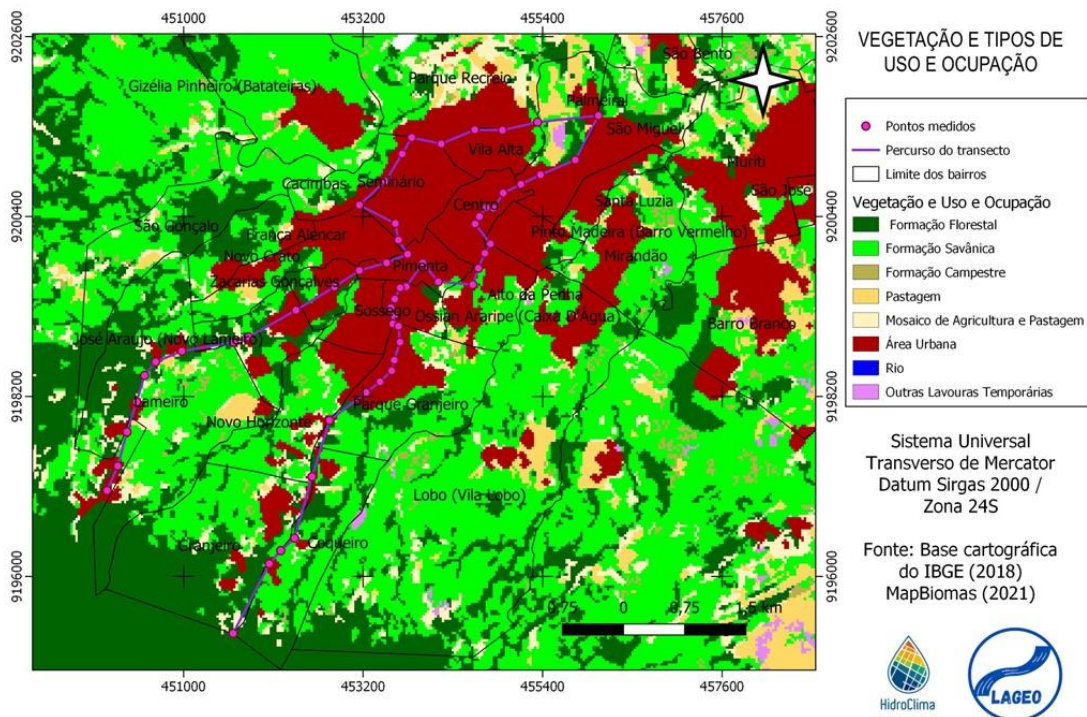 451000 453200 455400 457600
9202600
9200400
9198200
9196000
São Bento
Parque Recreio
Gizélia Pinheiro (Batateiras)
Palmeiral
São Miguel
Vila Alta
Muriti
Cacimbas
Seminário
São José
Centro
Santa Luzia
São Gonçalo
França Alencar
Pinto Madeira (Barro Vermelho)
Novo Crato
Mirandão
Pimenta
Zacarias Gonçalves
Alto da Penha
Sossego
Ossian Araripe (Caixa D'Água)
Barro Branco
José Araújo (Novo Lameiro)
Lameiro
Parque Granjeiro
Novo Horizonte
Lobo (Vila Lobo)
Granjeiro
Coqueiro
0.75 0 0.75 1.5 km
9202600
9200400
9198200
9196000
451000 453200 455400 457600
VEGETAÇÃO E TIPOS DE
USO E OCUPAÇÃO
Pontos medidos
Percurso do transecto
Limite dos bairros
Vegetação e Uso e Ocupação
Formação Florestal
Formação Savânica
Formação Campestre
Pastagem
Mosaico de Agricultura e Pastagem
Área Urbana
Rio
Outras Lavouras Temporárias
Sistema Universal
Transverso de Mercator
Datum Sirgas 2000 /
Zona 24S
Fonte: Base cartográfica
do IBGE (2018)
MapBiomas (2021)
HidroClima
LAGEO